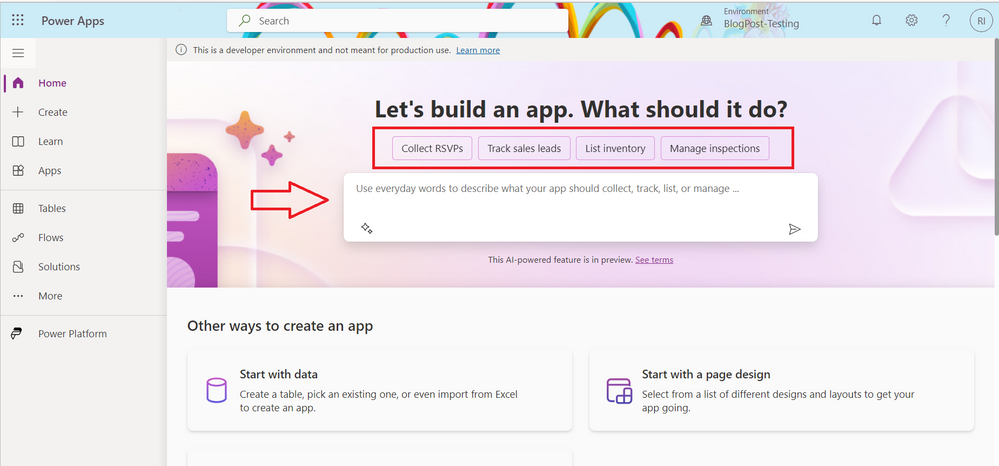 Power Apps
Search
Environment
BlogPost-Testing
RI
This is a developer environment and not meant for production use. Learn more
Home
Create
Learn
Apps
Tables
Flows
Solutions
More
Power Platform
Let's build an app. What should it do?
Collect RSVPs
Track sales leads
List inventory
Manage inspections
Use everyday words to describe what your app should collect, track, list, or manage ...
This AI-powered feature is in preview. See terms
Other ways to create an app
Start with data
Create a table, pick an existing one, or even import from Excel
to create an app.
Start with a page design
Select from a list of different designs and layouts to get your
app going.